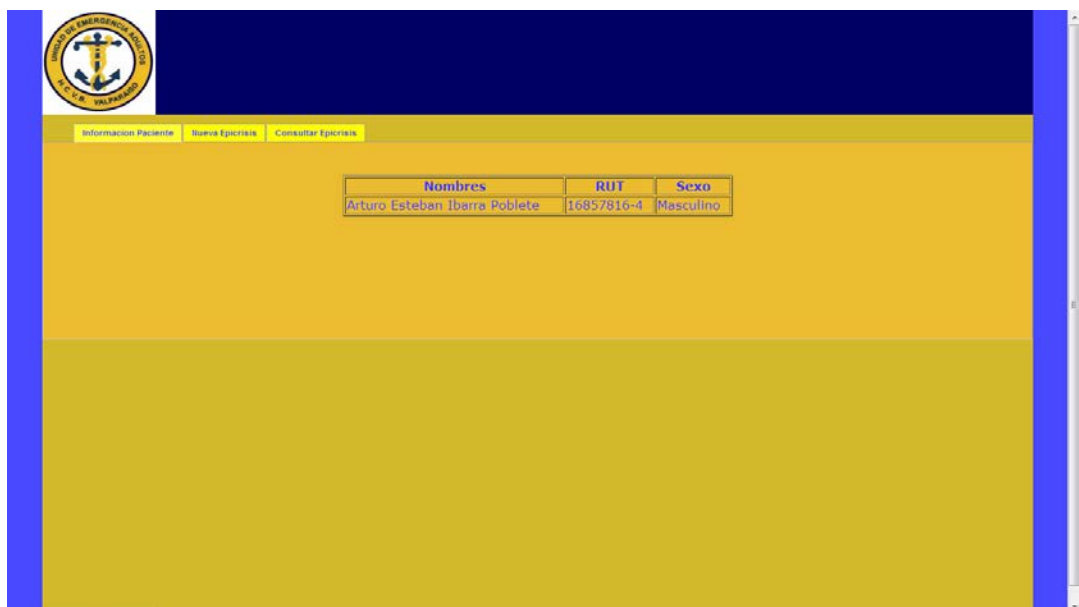 UNIDAD DE EMERGENCIA ADULTOS
H. C. V. B. VALPARAISO
Informacion Paciente Nueva Epicrisis Consultar Epicrisis
Nombres RUT Sexo
Arturo Esteban Ibarra Poblete 16857816-4 Masculino